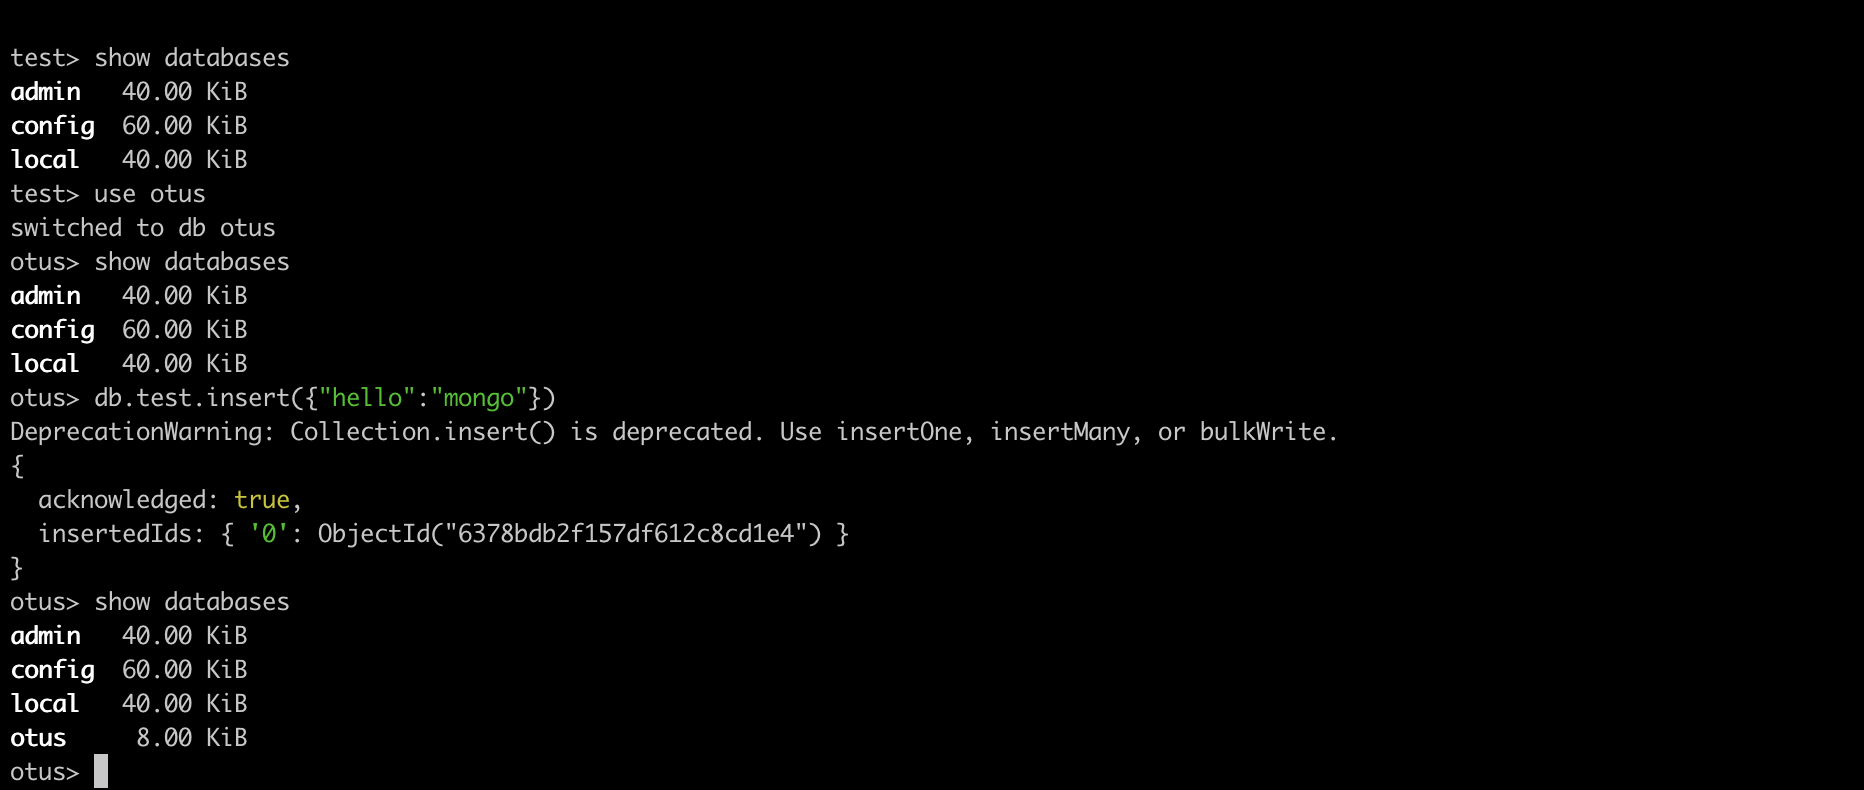 test> show databases
admin   40.00 KiB
config  60.00 KiB
local   40.00 KiB
test> use otus
switched to db otus
otus> show databases
admin   40.00 KiB
config  60.00 KiB
local   40.00 KiB
otus> db.test.insert({"hello":"mongo"})
DeprecationWarning: Collection.insert() is deprecated. Use insertOne, insertMany, or bulkWrite.
{
  acknowledged: true,
  insertedIds: { '0': ObjectId("6378bdb2f157df612c8cd1e4") }
}
otus> show databases
admin   40.00 KiB
config  60.00 KiB
local   40.00 KiB
otus     8.00 KiB
otus>